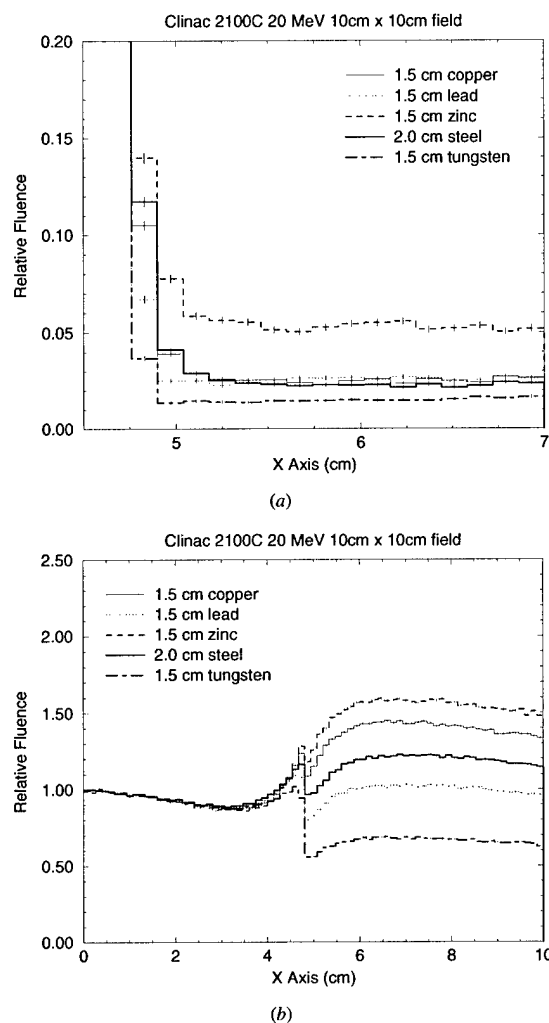 Clinac 2100C 20 MeV 10cm x 10cm field
0.20
1.5 cm copper
1.5 cm lead
1.5 cm zinc
2.0 cm steel
1.5 cm tungsten
0.15
0.10
0.05
0.00
Relative Fluence
5
6
7
X Axis (cm)
(a)
Clinac 2100C 20 MeV 10cm x 10cm field
2.50
1.5 cm copper
1.5 cm lead
1.5 cm zinc
2.0 cm steel
1.5 cm tungsten
2.00
1.50
1.00
0.50
0.00
Relative Fluence
0
2
4
6
8
10
X Axis (cm)
(b)